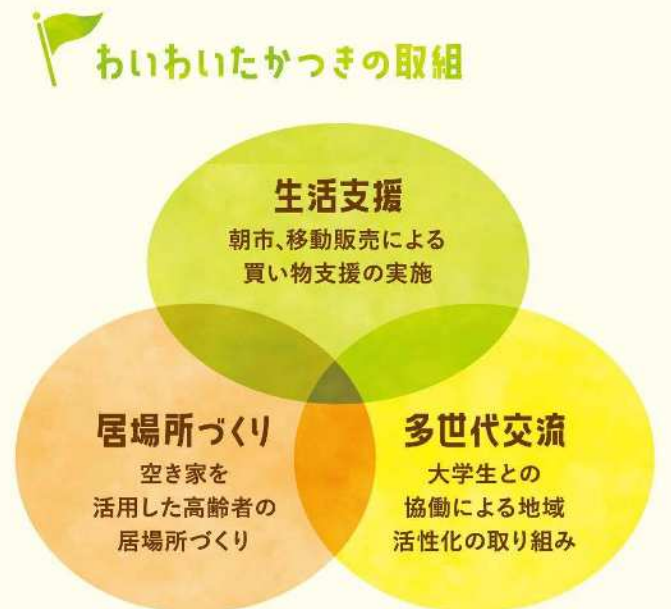 わいわいたかつきの取組
生活支援
朝市、移動販売による
買い物支援の実施
居場所づくり
空き家を
活用した高齢者の
居場所づくり
多世代交流
大学生との
協働による地域
活性化の取り組み